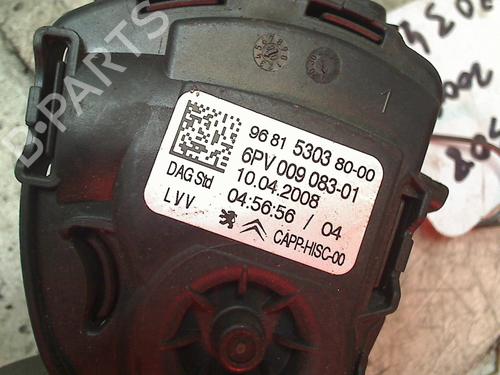 96 81 5303 80-00
6PV 009 083-01
DAG Std 10.04.2008
LVV 04:56:56 / 04
CAPP-HISC-00
B-PARTS